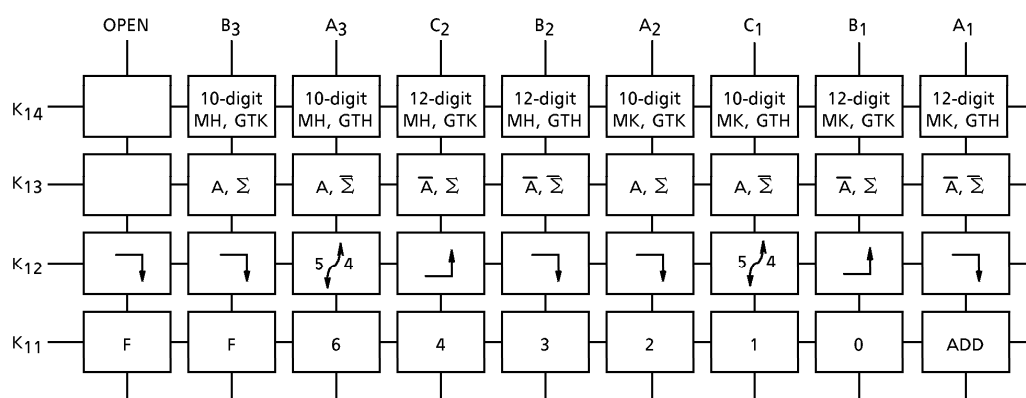 OPEN B3 A3 C2 B2 A2 C1 B1 A1
K14 10-digit MH, GTK 10-digit MH, GTH 12-digit MH, GTK 12-digit MH, GTH 10-digit MK, GTK 10-digit MK, GTH 12-digit MK, GTK 12-digit MK, GTH
K13 A, Σ A, Σ̅ A̅, Σ A̅, Σ̅ A, Σ A, Σ̅ A̅, Σ A̅, Σ̅
K12 5 4 5 4
K11 F F 6 4 3 2 1 0 ADD